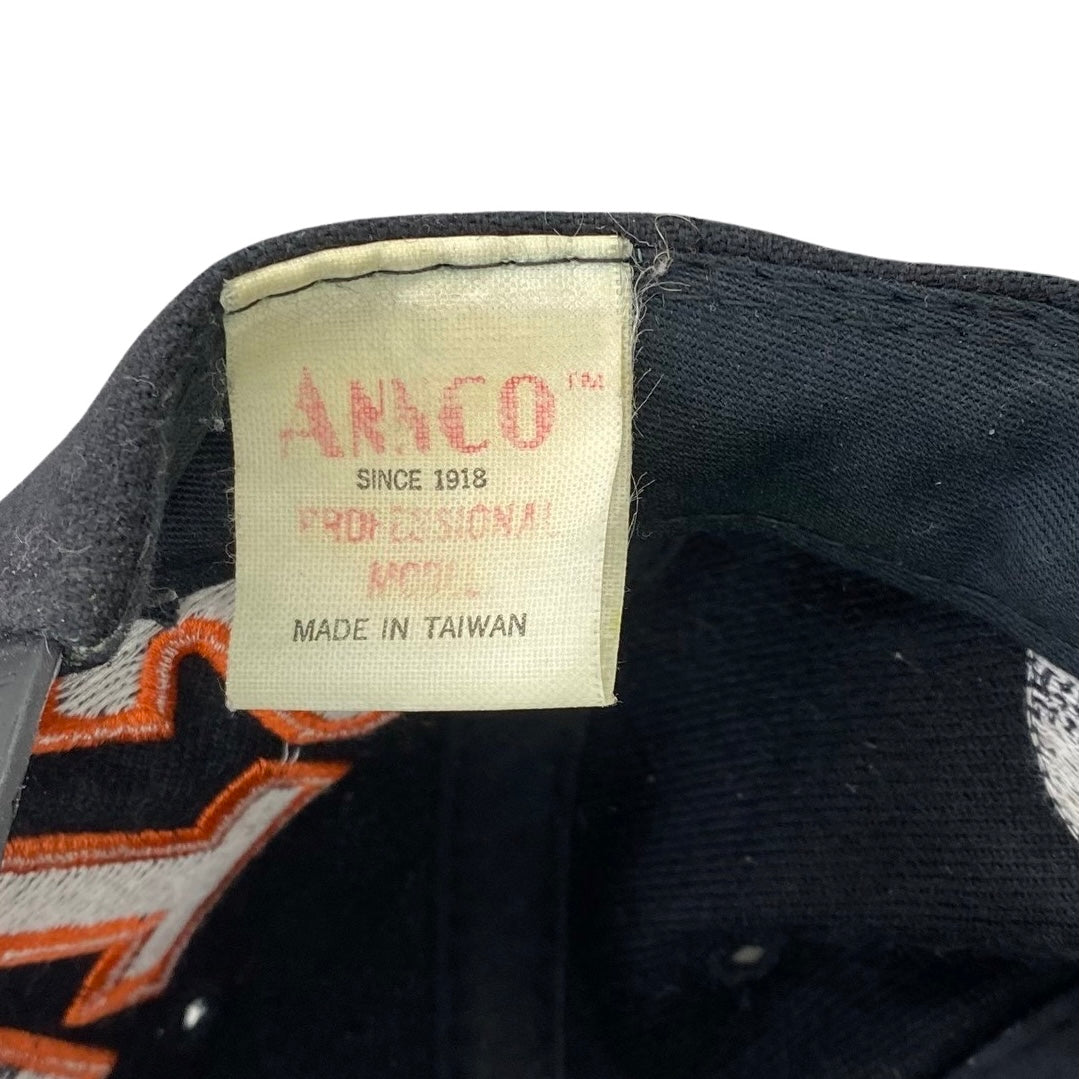 ANNCO™
SINCE 1918
PROFESSIONAL
MODEL
MADE IN TAIWAN